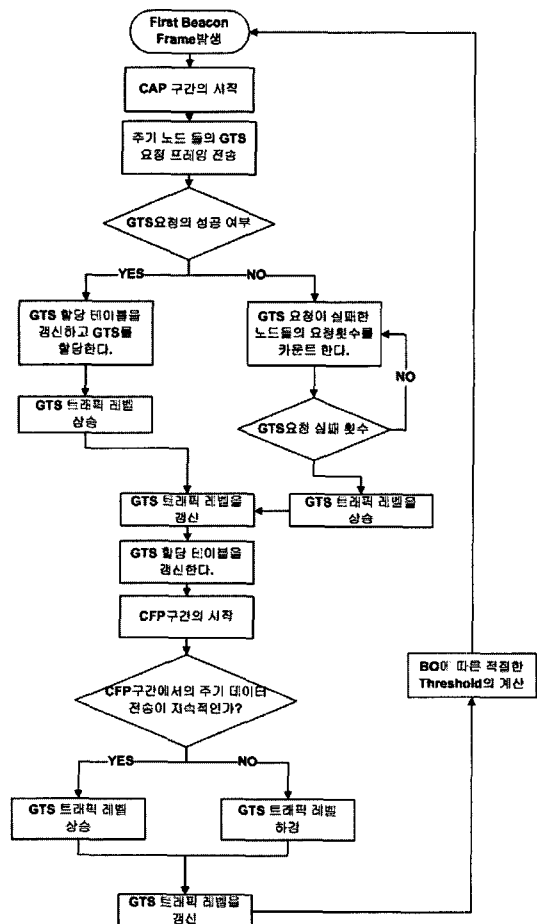 First Beacon
Frame발생
CAP 구간의 시작
주기 노드 들의 GTS
요청 프레임 전송
GTS요청의 성공 여부
YES
NO
GTS 할당 테이블을
갱신하고 GTS를
할당한다.
GTS 요청이 실패한
노드들의 요청횟수를
카운트 한다.
NO
GTS 트래픽 레벨
상승
GTS요청 실패 횟수
GTS 트래픽 레벨을
갱신
GTS 트래픽 레벨을
상승
GTS 할당 테이블을
갱신한다.
CFP구간의 시작
BO에 따른 적절한
Threshold의 계산
CFP구간에서의 주기 데이터
전송이 지속적인가?
YES
NO
GTS 트래픽 레벨
상승
GTS 트래픽 레벨
하강
GTS 트래픽 레벨을
갱신